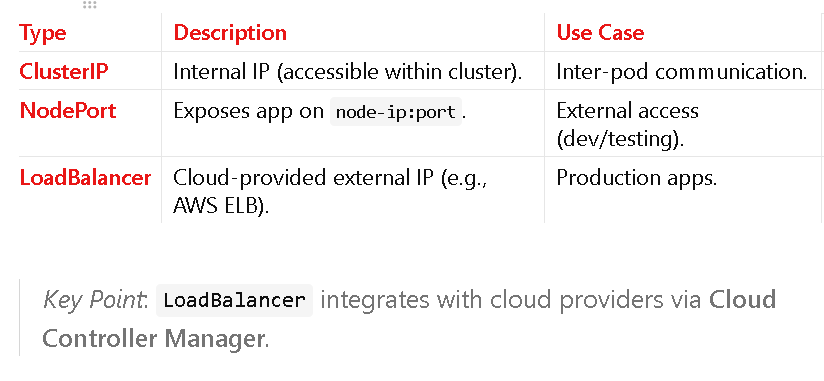 Type Description Use Case
ClusterIP Internal IP (accessible within cluster). Inter-pod communication.
NodePort Exposes app on node-ip:port. External access
(dev/testing).
LoadBalancer Cloud-provided external IP (e.g., Production apps.
AWS ELB).
Key Point: LoadBalancer integrates with cloud providers via Cloud
Controller Manager.